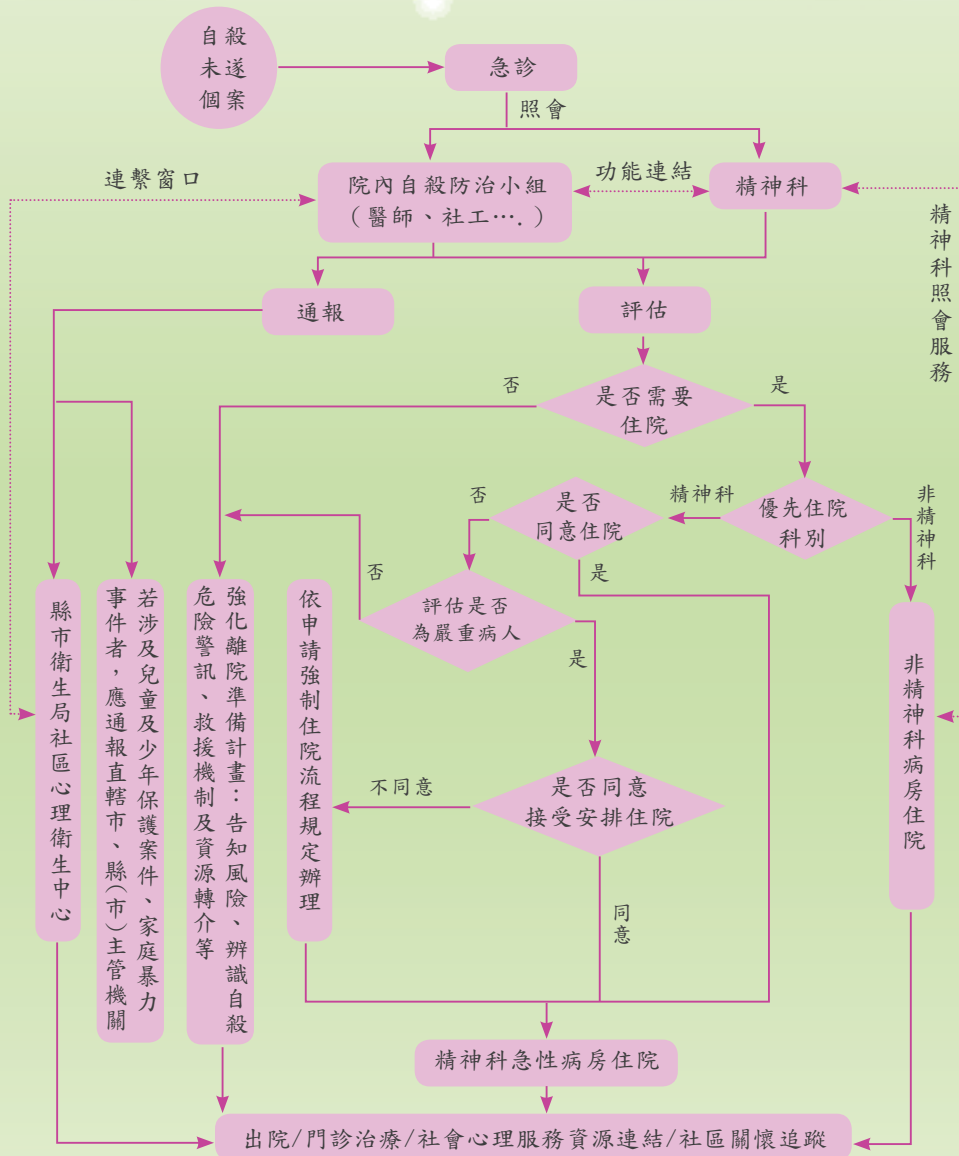 自殺
未遂
個案
急診
照會
連繫窗口
院內自殺防治小組
（醫師、社工….）
功能連結
精神科
精神科照會服務
通報
評估
否
是否需要
住院
是
否
是否
同意住院
精神科
優先住院
科別
非精神科
否
評估是否
為嚴重病人
是
是
縣市衛生局社區心理衛生中心
若涉及兒童及少年保護案件、家庭暴力
事件者，應通報直轄市、縣（市）主管機關
強化離院準備計畫：告知風險、辨識自殺
危險警訊、救援機制及資源轉介等
依申請強制住院流程規定辦理
不同意
是否同意
接受安排住院
同意
非精神科病房住院
精神科急性病房住院
出院/門診治療/社會心理服務資源連結/社區關懷追蹤